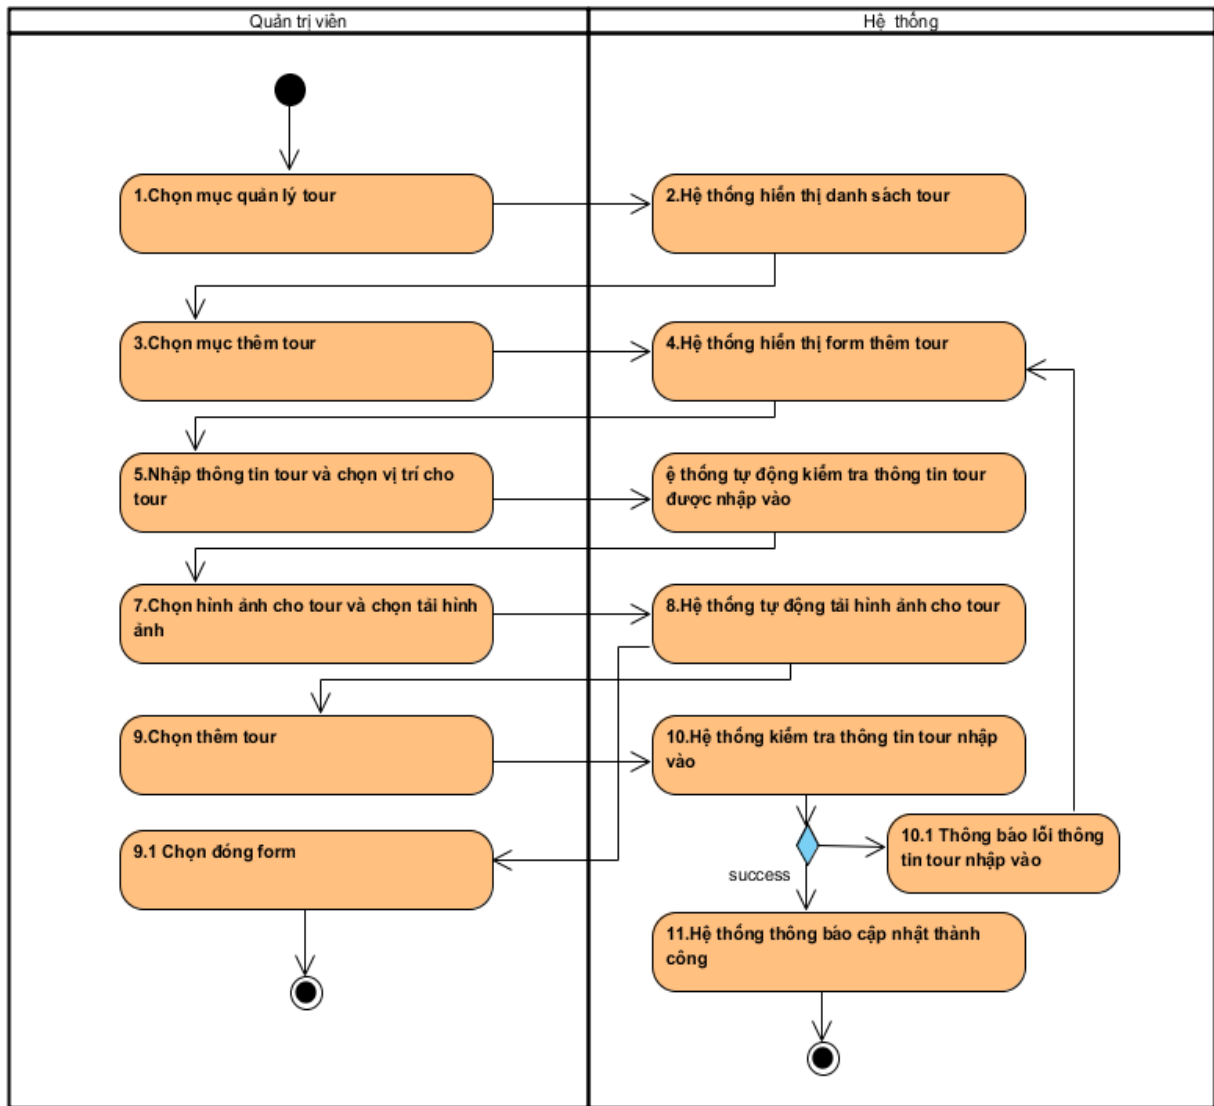 Quản trị viên
Hệ thống
1.Chọn mục quản lý tour
2.Hệ thống hiển thị danh sách tour
3.Chọn mục thêm tour
4.Hệ thống hiển thị form thêm tour
5.Nhập thông tin tour và chọn vị trí cho
tour
ệ thống tự động kiểm tra thông tin tour
được nhập vào
7.Chọn hình ảnh cho tour và chọn tải hình
ảnh
8.Hệ thống tự động tải hình ảnh cho tour
9.Chọn thêm tour
10.Hệ thống kiểm tra thông tin tour nhập
vào
9.1 Chọn đóng form
10.1 Thông báo lỗi thông
tin tour nhập vào
success
11.Hệ thống thông báo cập nhật thành
công